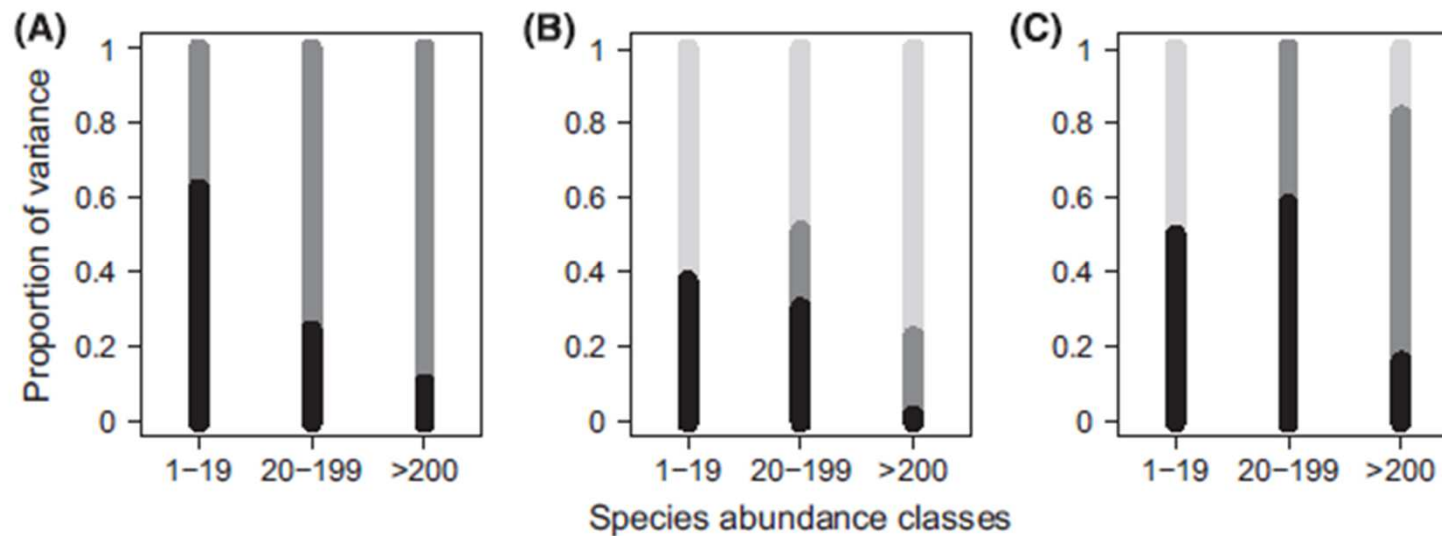 (A) (B) (C)
Proportion of variance
1 1 1
0.8 0.8 0.8
0.6 0.6 0.6
0.4 0.4 0.4
0.2 0.2 0.2
0 0 0
1−19 20−199 >200 1−19 20−199 >200 1−19 20−199 >200
Species abundance classes